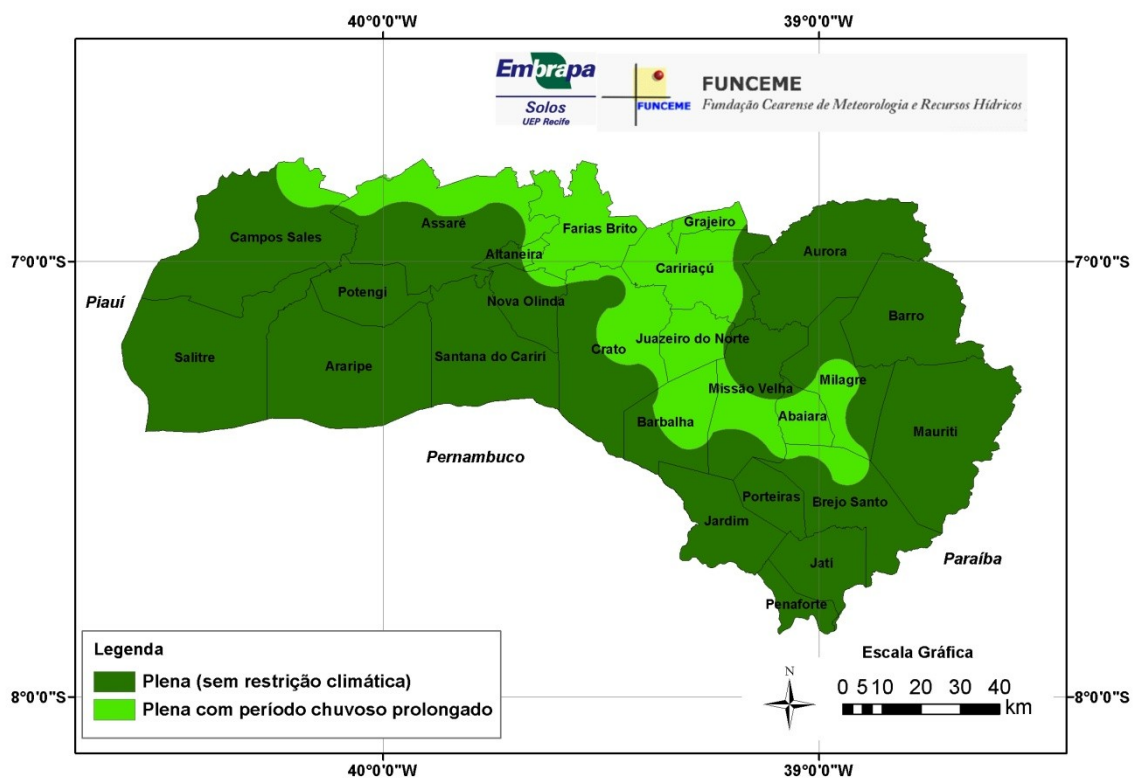 40°0'0"W 39°0'0"W
Embrapa
Solos
UEP Recife
FUNCEME
FUNCEME
Fundação Cearense de Meteorologia e Recursos Hídricos
Grajeiro
Campos Sales
Assaré
Farias Brito
Aurora
Altaneira
7°0'0"S
Caririaçú
7°0'0"S
Piauí
Potengi
Nova Olinda
Barro
Salitre
Araripe
Santana do Cariri
Crato
Juazeiro do Norte
Missão Velha
Milagre
Barbalha
Abaiara
Mauriti
Pernambuco
Porteiras
Brejo Santo
Jardim
Jati
Paraíba
Penaforte
Legenda
Plena (sem restrição climática)
Plena com período chuvoso prolongado
Escala Gráfica
N
0 5 10 20 30 40
km
8°0'0"S
8°0'0"S
40°0'0"W 39°0'0"W